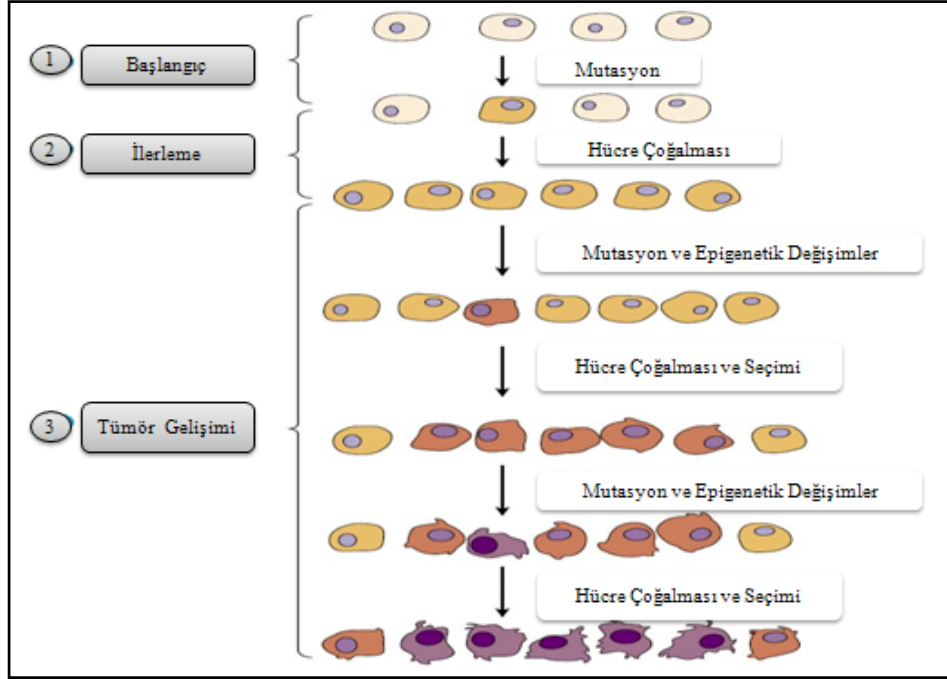 1
Başlangıç
Mutasyon
2
İlerleme
Hücre Çoğalması
Mutasyon ve Epigenetik Değişimler
Hücre Çoğalması ve Seçimi
3
Tümör Gelişimi
Mutasyon ve Epigenetik Değişimler
Hücre Çoğalması ve Seçimi